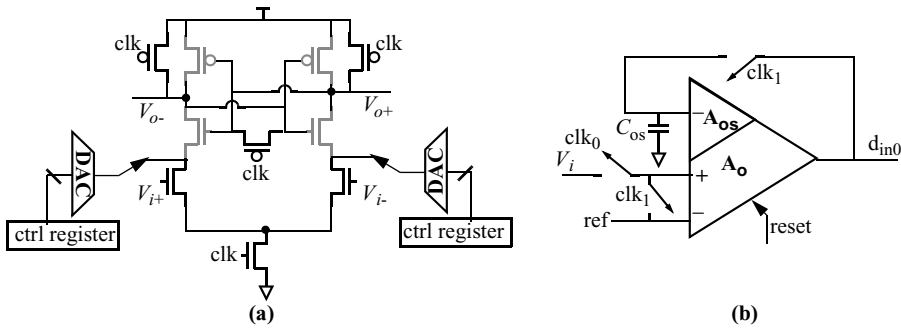 clk
clk
V_o-
V_o+
DAC
DAC
clk
V_i+
V_i-
ctrl register
ctrl register
clk
(a)
clk_1
A_os
C_os
clk_0
V_i
A_o
d_in0
+
−
−
clk_1
ref
reset
(b)